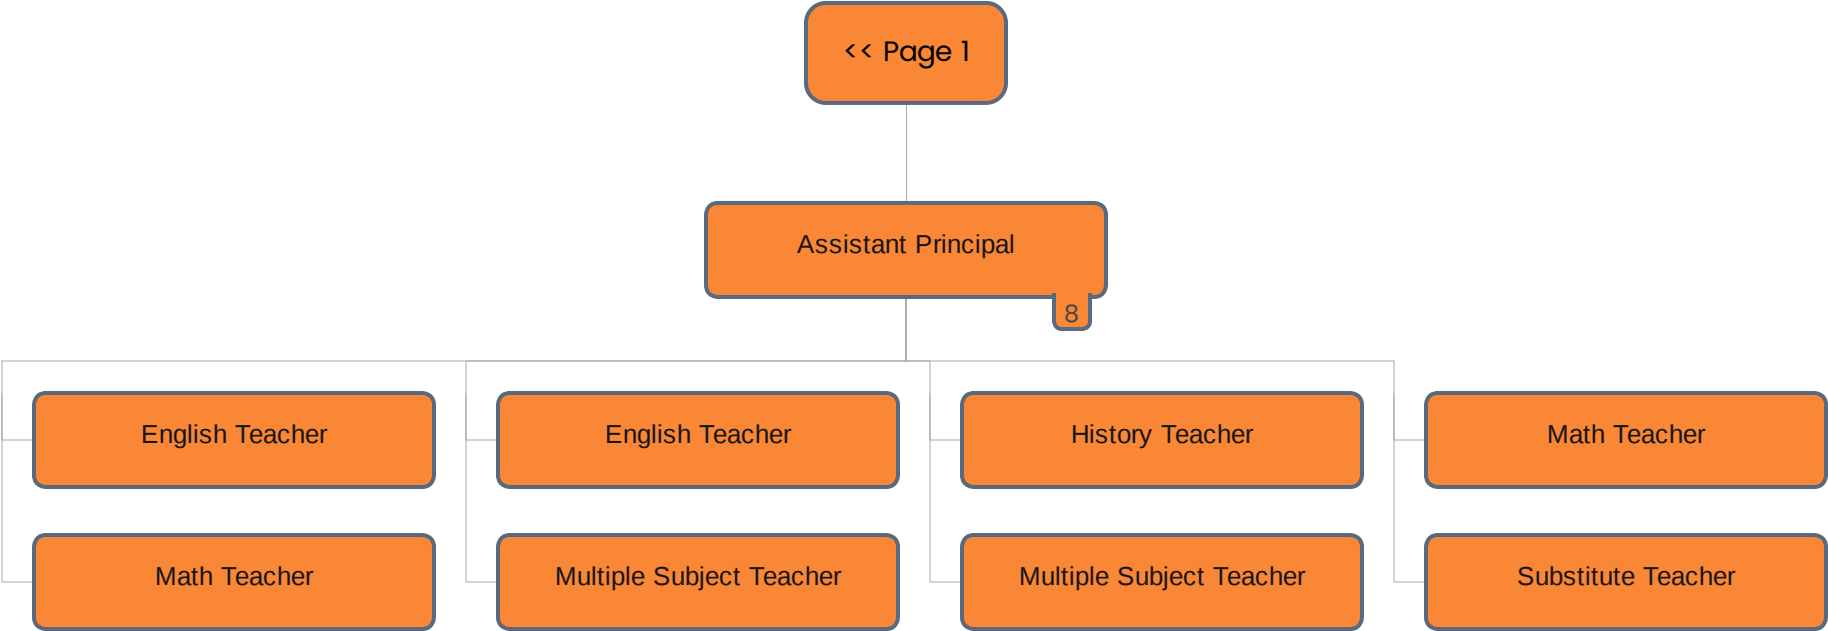 << Page 1
Assistant Principal
8
English Teacher
English Teacher
History Teacher
Math Teacher
Math Teacher
Multiple Subject Teacher
Multiple Subject Teacher
Substitute Teacher